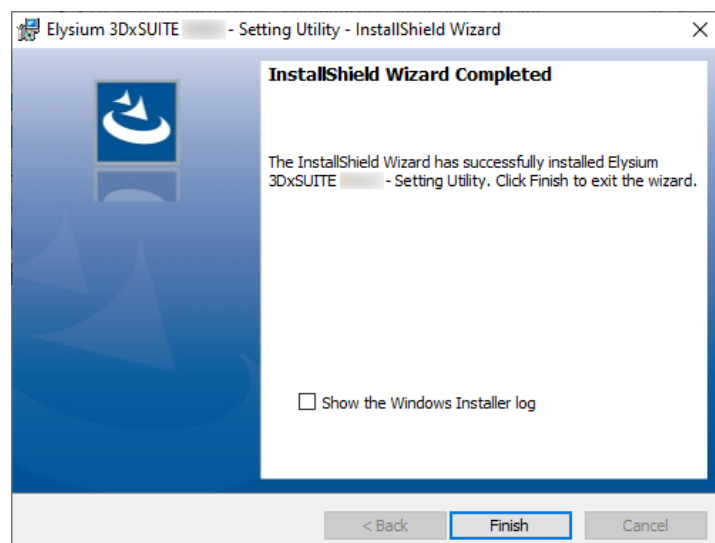 Elysium 3DxSUITE - Setting Utility - InstallShield Wizard
InstallShield Wizard Completed
The InstallShield Wizard has successfully installed Elysium
3DxSUITE - Setting Utility. Click Finish to exit the wizard.
Show the Windows Installer log
< Back Finish Cancel